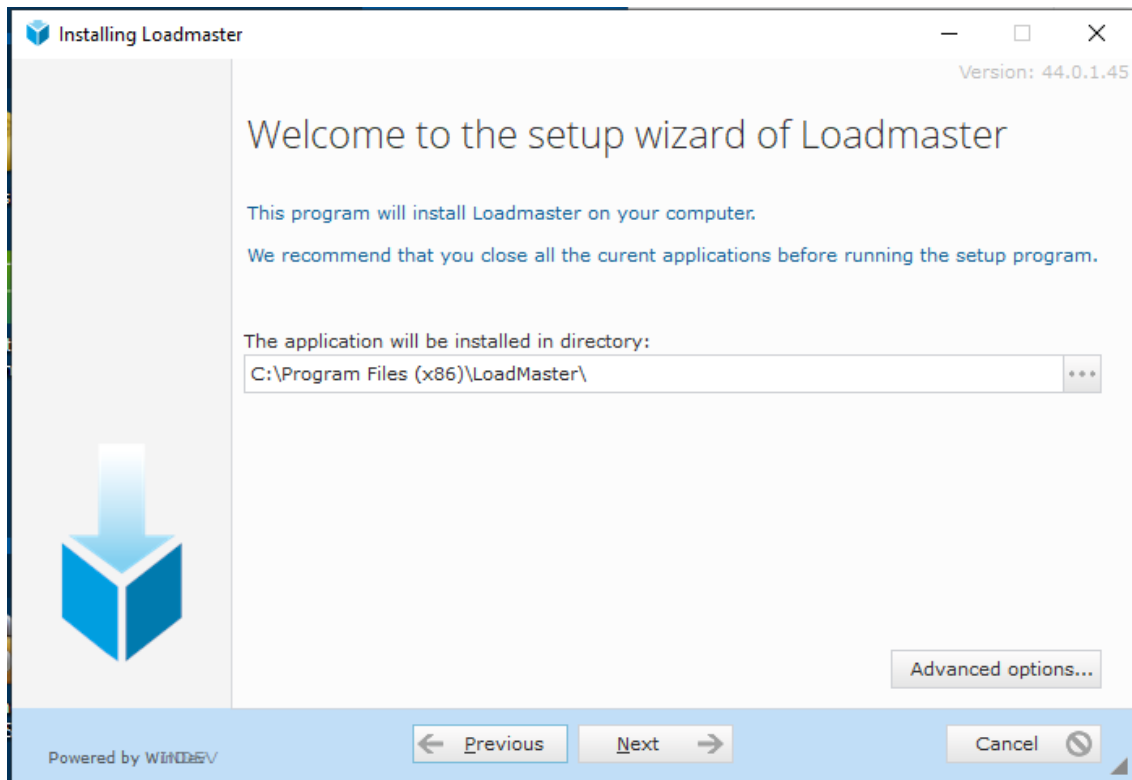 Installing Loadmaster
Version: 44.0.1.45
Welcome to the setup wizard of Loadmaster
This program will install Loadmaster on your computer.
We recommend that you close all the curent applications before running the setup program.
The application will be installed in directory:
C:\Program Files (x86)\LoadMaster\
Advanced options...
Powered by
Previous
Next
Cancel